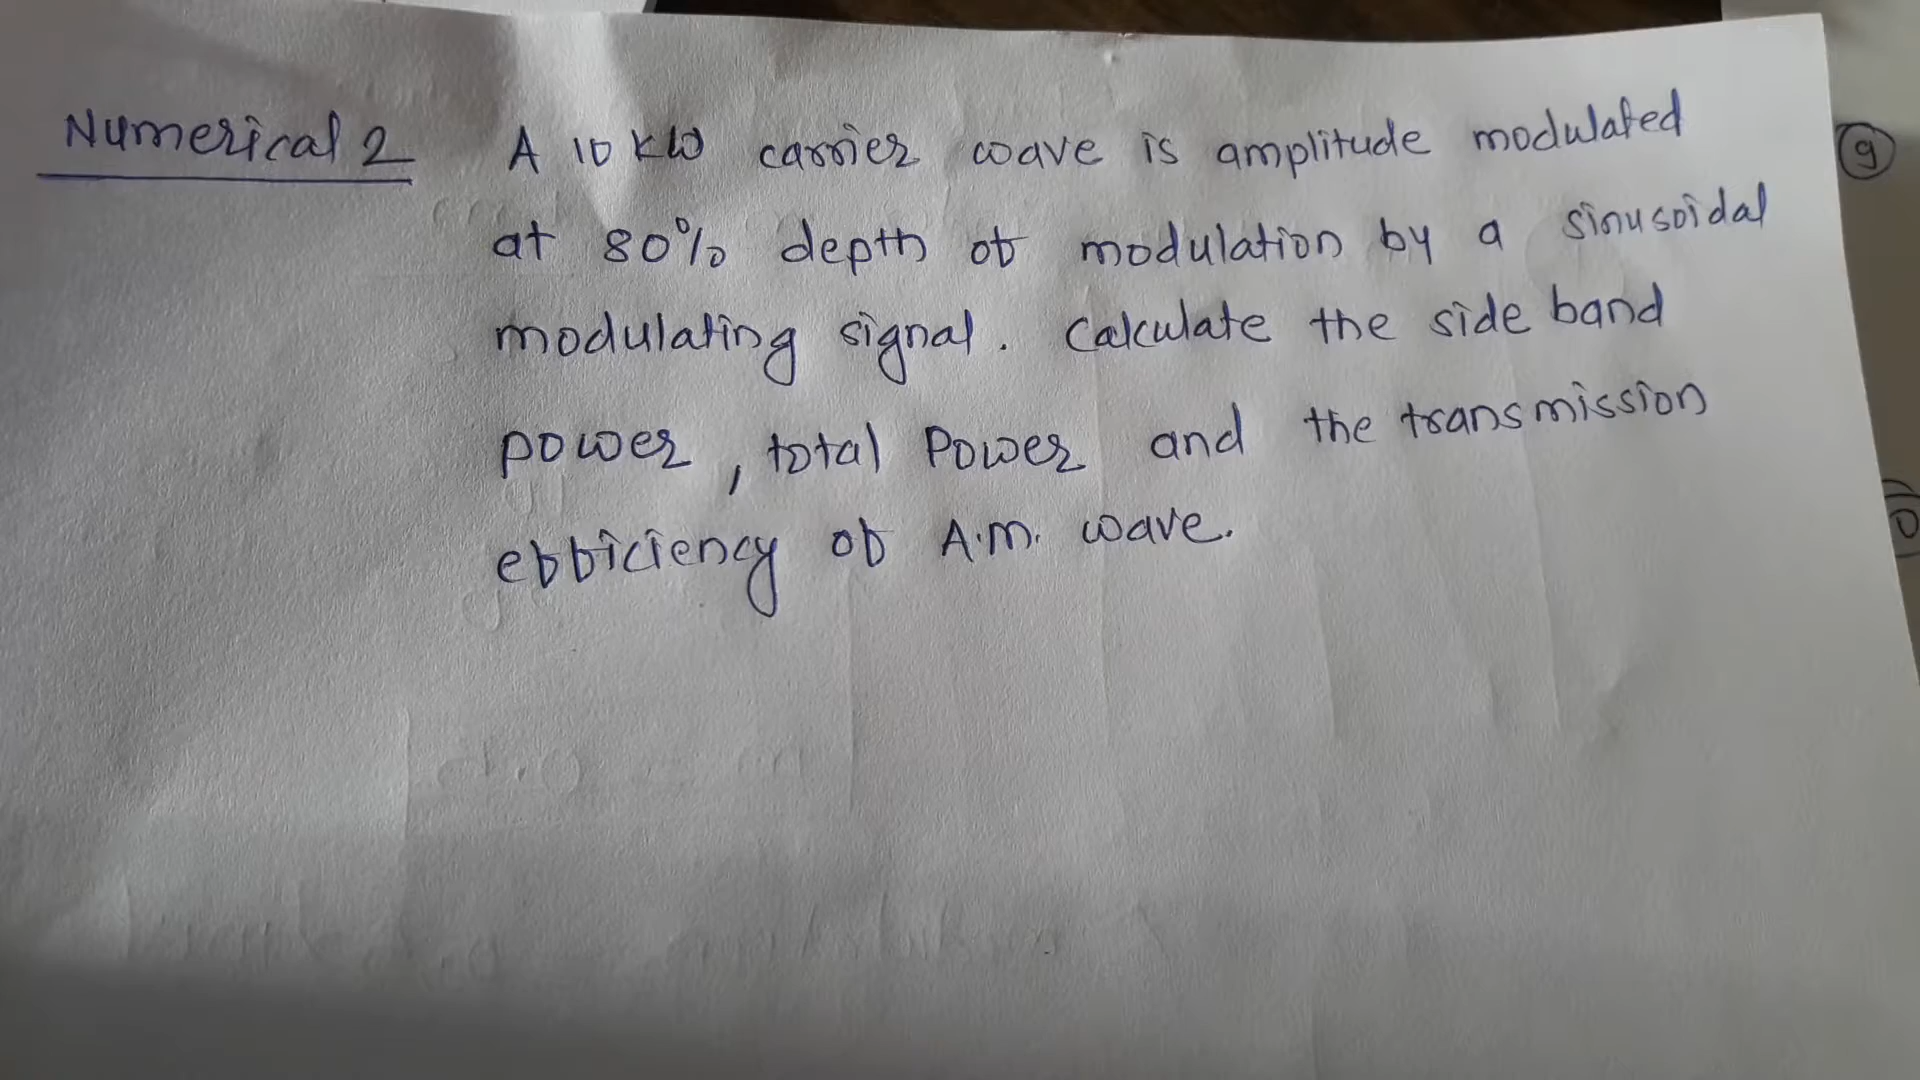 Numerical 2 A 10 KW carrier wave is amplitude modulated
at 80% depth of modulation by a sinusoidal
modulating signal. Calculate the side band
power, total Power and the transmission
efficiency of A.M. wave.
9